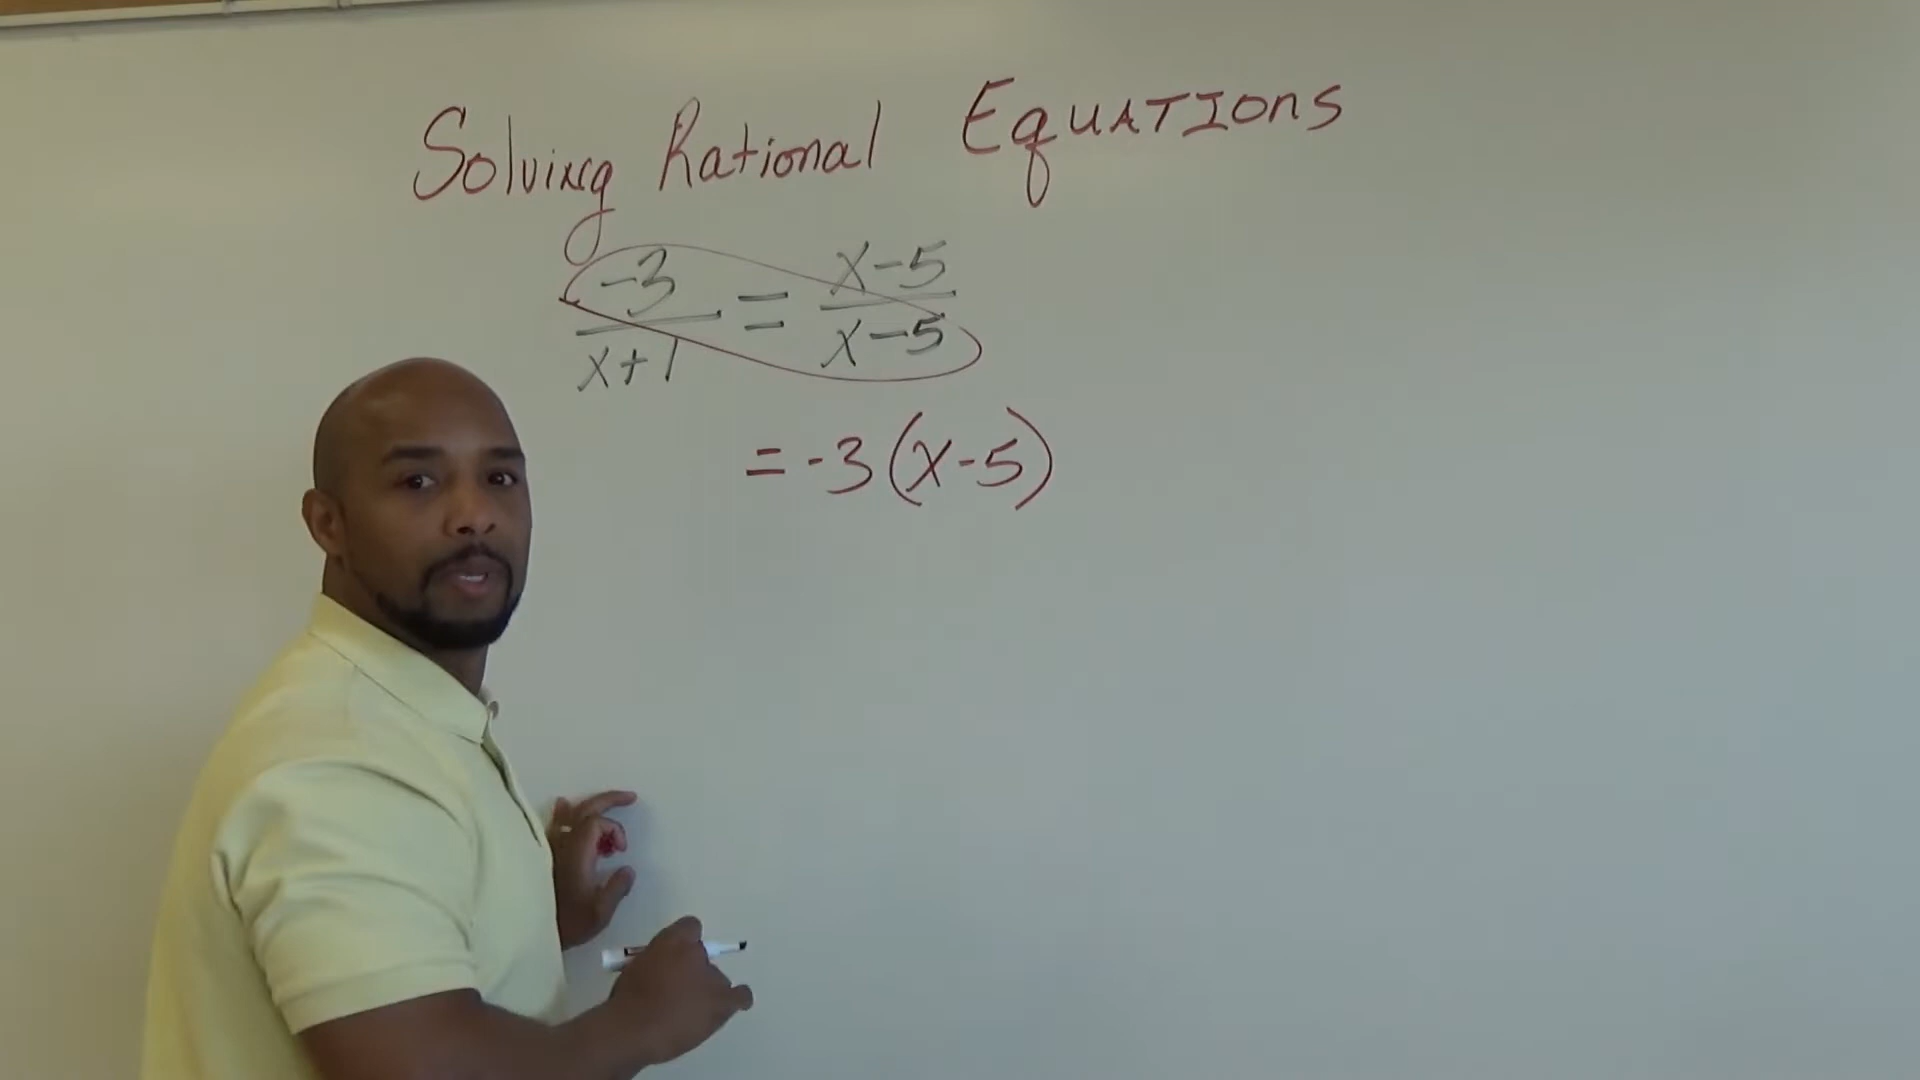 Solving Rational EQUATIONS
-3/x+1 = x-5/x-5
= -3(x-5)